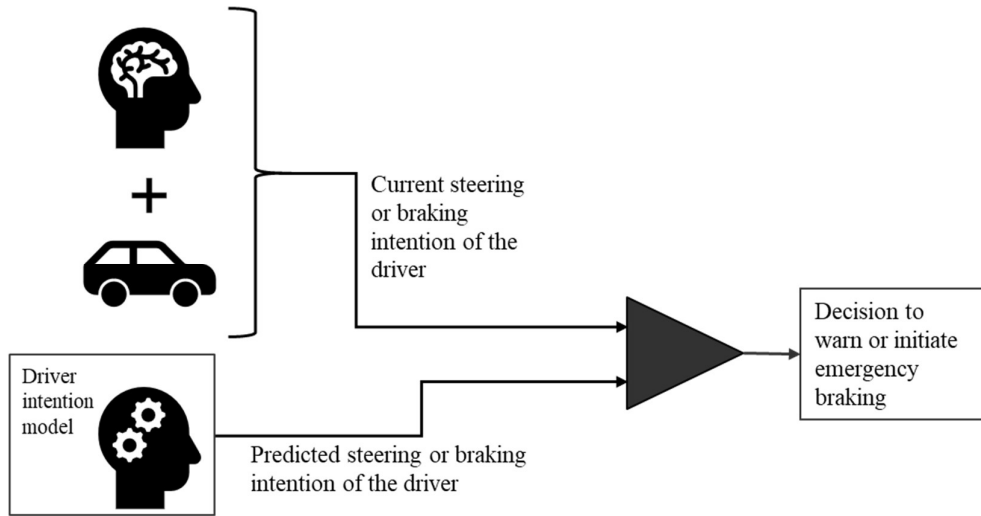 Current steering
or braking
intention of the
driver
Decision to
warn or initiate
emergency
braking
Driver
intention
model
Predicted steering or braking
intention of the driver